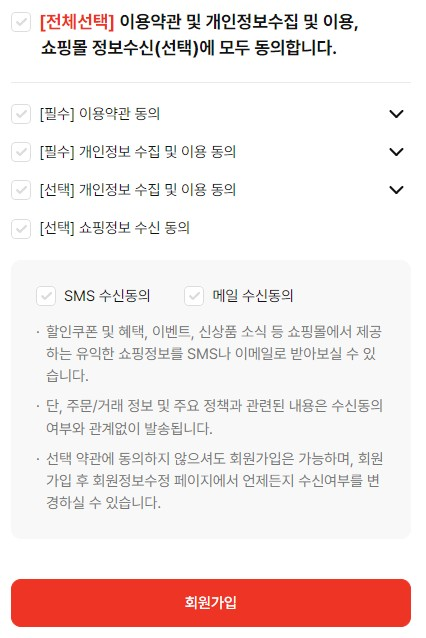 [전체선택] 이용약관 및 개인정보수집 및 이용,
쇼핑몰 정보수신(선택)에 모두 동의합니다.
[필수] 이용약관 동의
[필수] 개인정보 수집 및 이용 동의
[선택] 개인정보 수집 및 이용 동의
[선택] 쇼핑정보 수신 동의
SMS 수신동의 메일 수신동의
· 할인쿠폰 및 혜택, 이벤트, 신상품 소식 등 쇼핑몰에서 제공
하는 유익한 쇼핑정보를 SMS나 이메일로 받아보실 수 있
습니다.
· 단, 주문/거래 정보 및 주요 정책과 관련된 내용은 수신동의
여부와 관계없이 발송됩니다.
· 선택 약관에 동의하지 않으셔도 회원가입은 가능하며, 회원
가입 후 회원정보수정 페이지에서 언제든지 수신여부를 변
경하실 수 있습니다.
회원가입